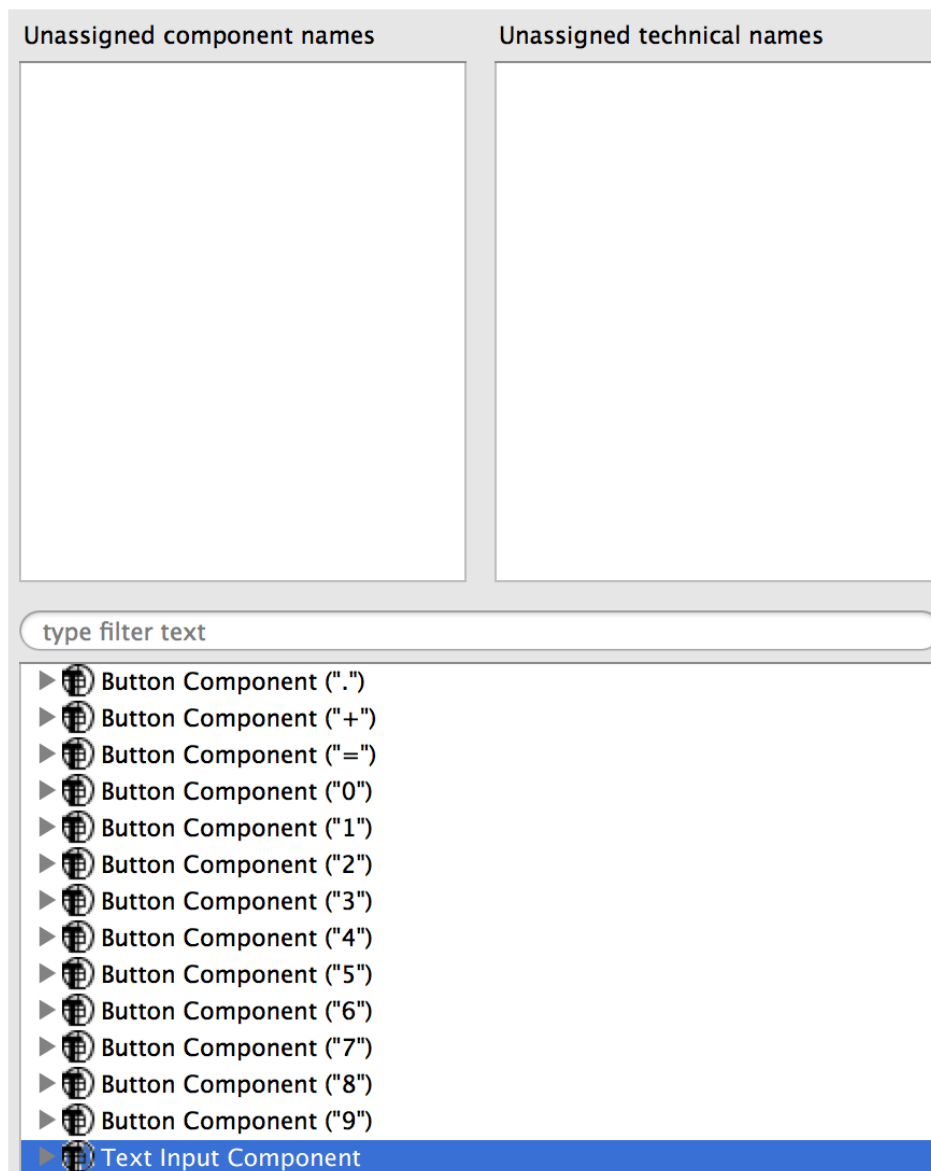 Unassigned component names
Unassigned technical names
type filter text
Button Component (".")
Button Component ("+")
Button Component ("=")
Button Component ("0")
Button Component ("1")
Button Component ("2")
Button Component ("3")
Button Component ("4")
Button Component ("5")
Button Component ("6")
Button Component ("7")
Button Component ("8")
Button Component ("9")
Text Input Component